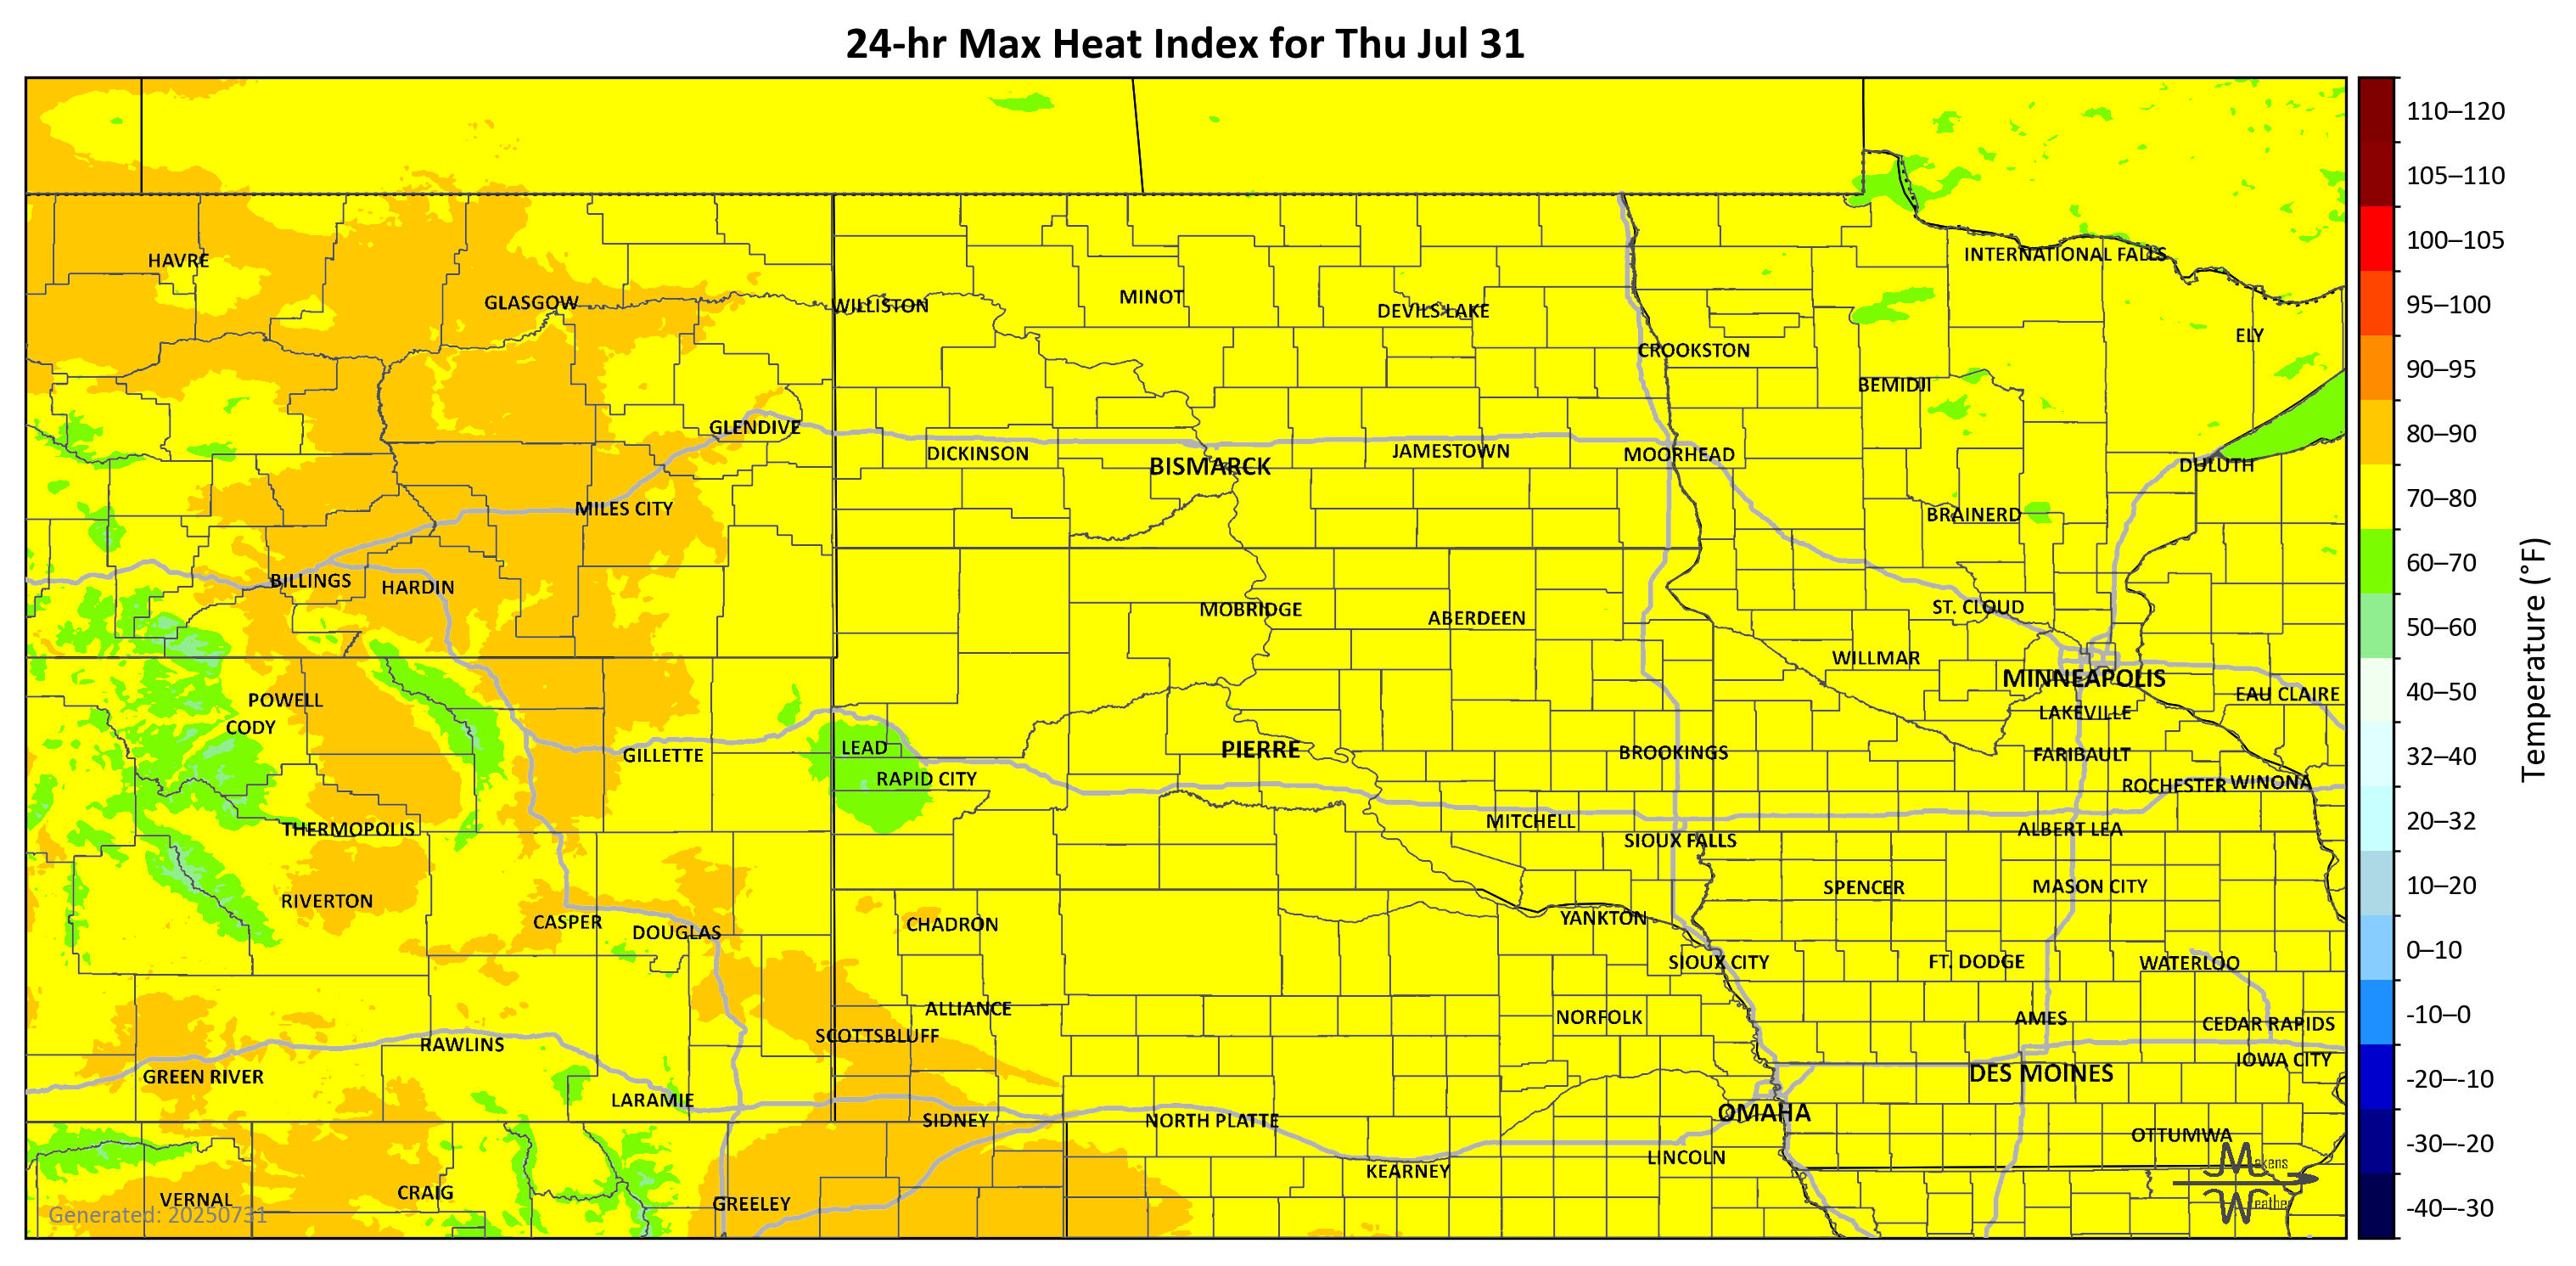 24-hr Max Heat Index for Thu Jul 31
HAVRE
GLASGOW
WILLISTON
MINOT
DEVILS LAKE
CROOKSTON
INTERNATIONAL FALLS
ELY
BEMIDJI
GLENDIVE
DICKINSON
BISMARCK
JAMESTOWN
MOORHEAD
DULUTH
MILES CITY
BRAINERD
BILLINGS
HARDIN
MOBRIDGE
ABERDEEN
ST. CLOUD
WILLMAR
MINNEAPOLIS
EAU CLAIRE
LAKEVILLE
POWELL
CODY
GILLETTE
LEAD
RAPID CITY
PIERRE
BROOKINGS
FARIBAULT
ROCHESTER
WINONA
THERMOPOLIS
MITCHELL
SIOUX FALLS
ALBERT LEA
RIVERTON
CASPER
DOUGLAS
CHADRON
YANKTON
SPENCER
MASON CITY
SIOUX CITY
FT. DODGE
WATERLOO
ALLIANCE
SCOTTSBLUFF
NORFOLK
AMES
CEDAR RAPIDS
RAWLINS
GREEN RIVER
LARAMIE
SIDNEY
NORTH PLATTE
OMAHA
DES MOINES
IOWA CITY
OTTUMWA
KEARNEY
LINCOLN
VERNAL
CRAIG
GREELEY
Generated: 20250731
Makens
Weather
110–120
105–110
100–105
95–100
90–95
80–90
70–80
60–70
50–60
40–50
32–40
20–32
10–20
0–10
-10–0
-20–-10
-30–-20
-40–-30
Temperature (°F)